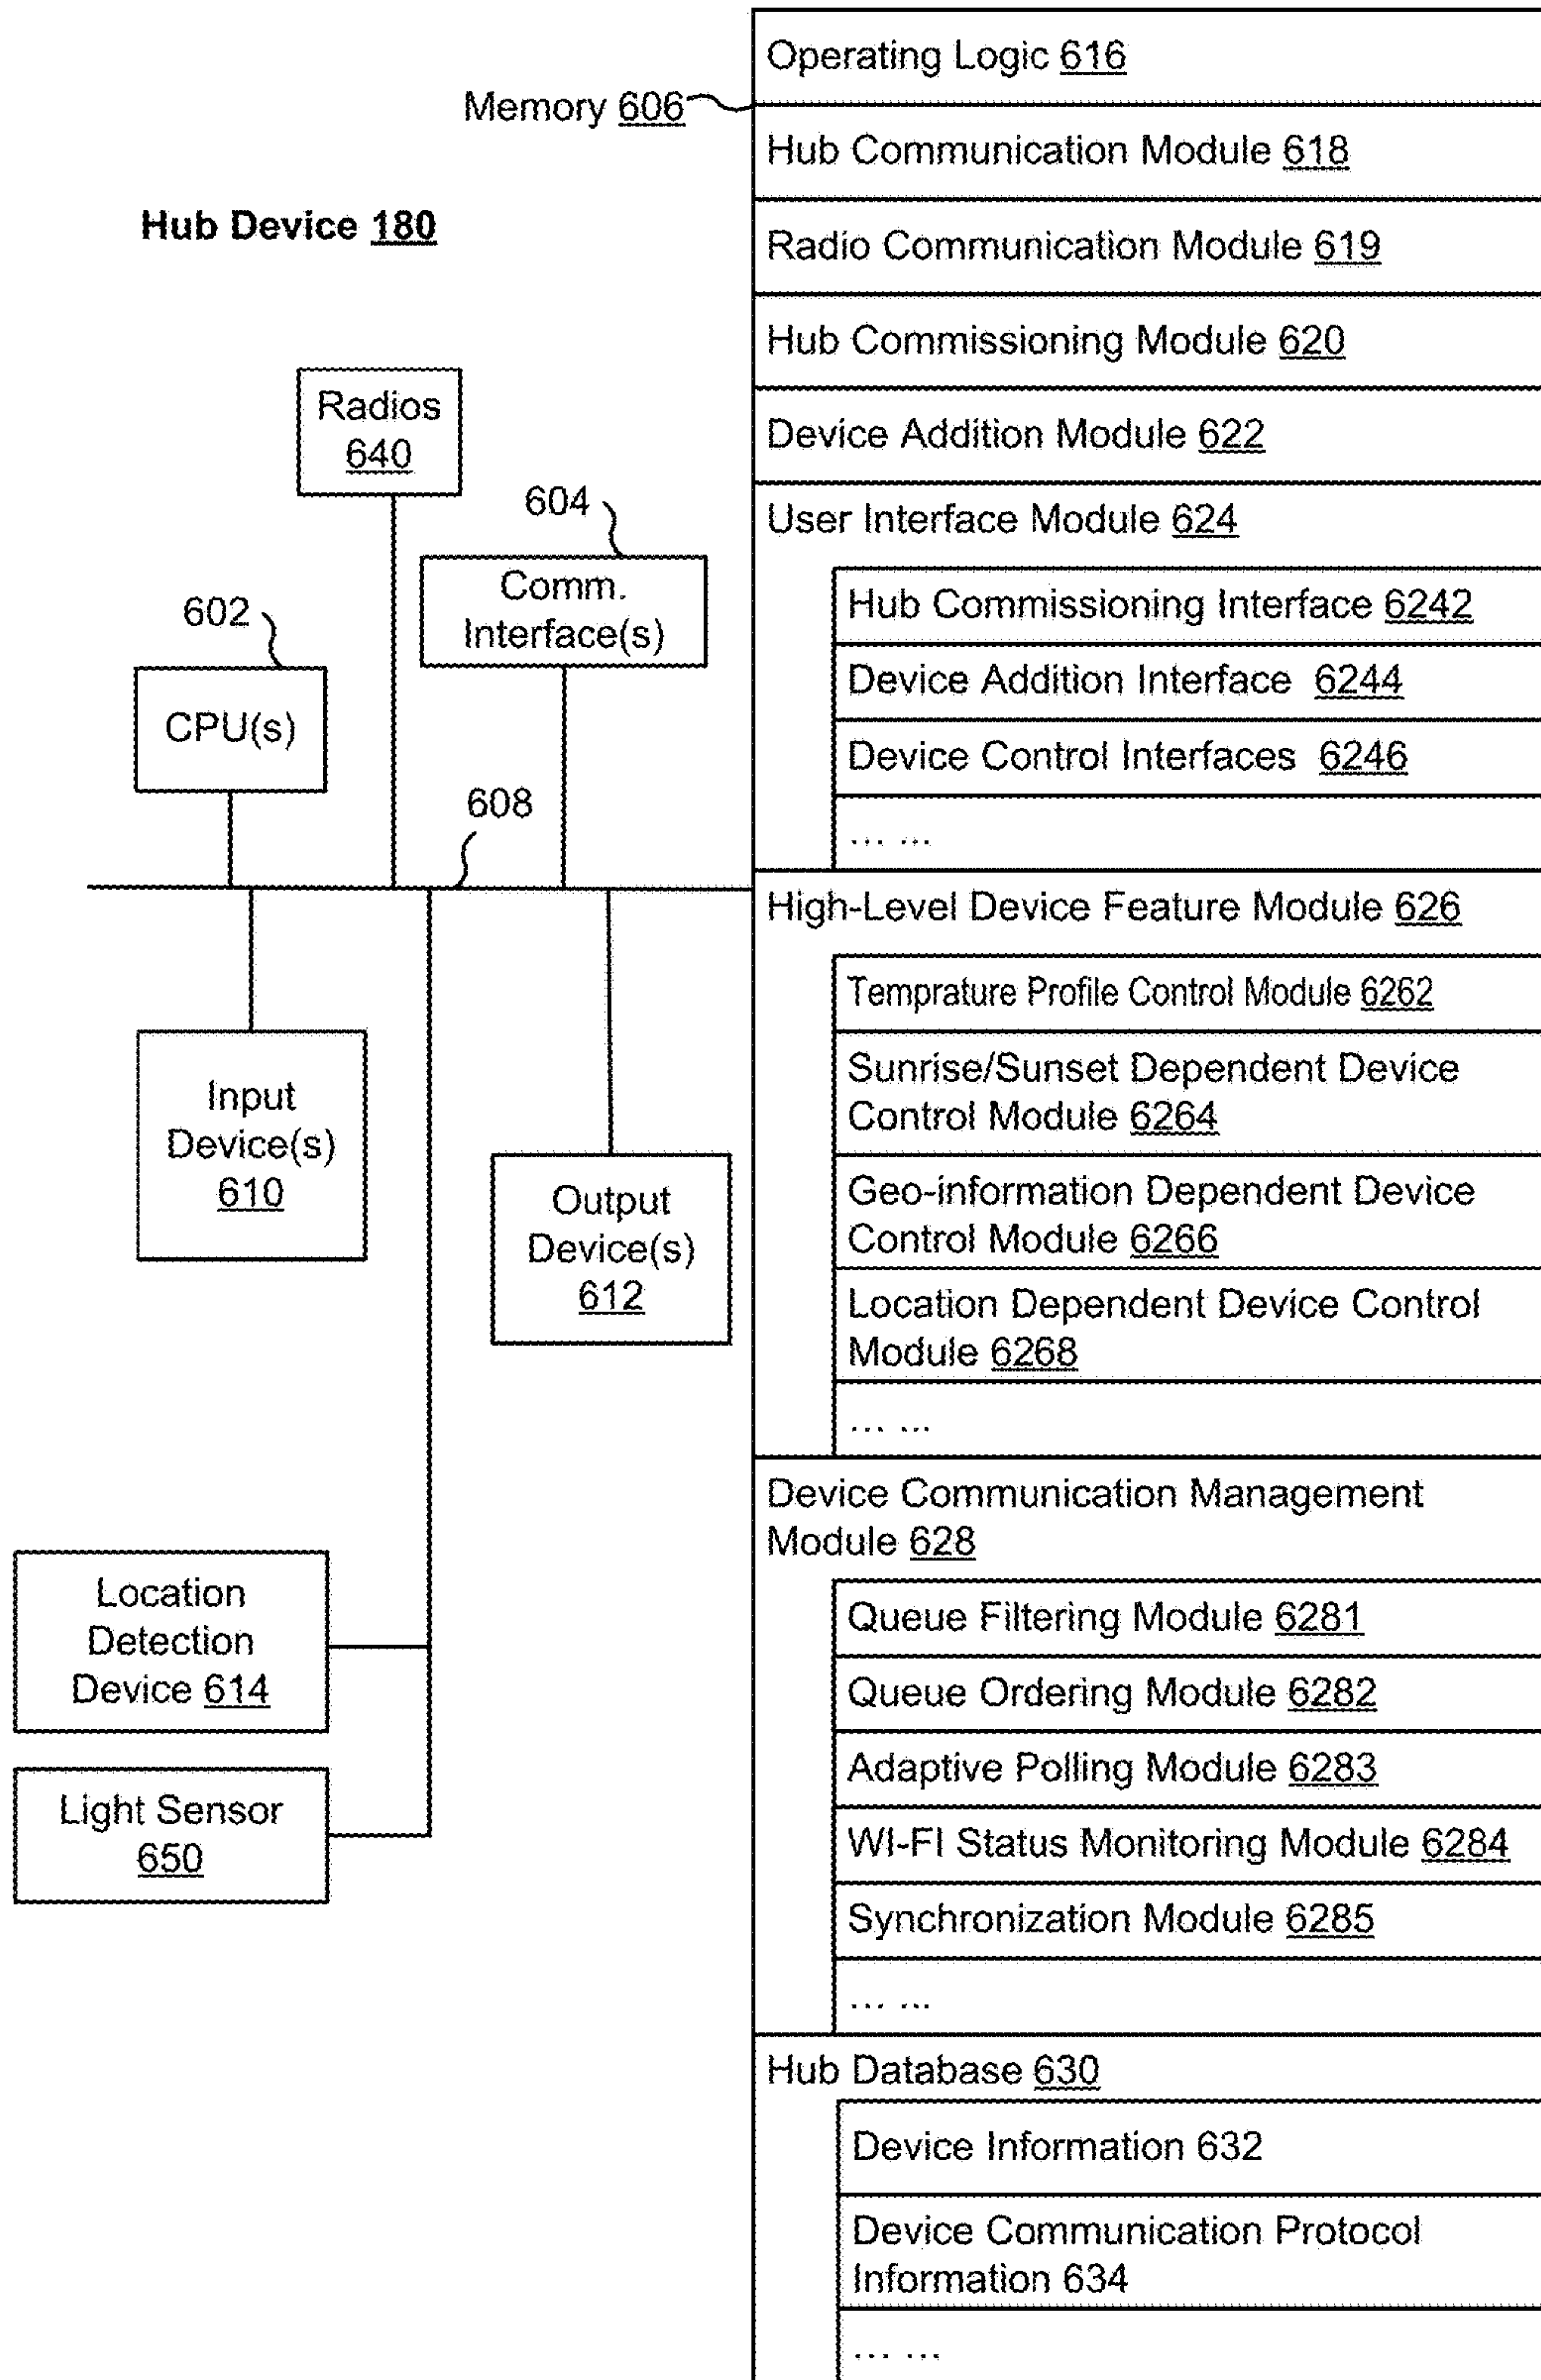 Hub Device 180
Memory 606
Radios
640
604
Comm.
Interface(s)
602
CPU(s)
608
Input
Device(s)
610
Output
Device(s)
612
Location
Detection
Device 614
Light Sensor
650
Operating Logic 616
Hub Communication Module 618
Radio Communication Module 619
Hub Commissioning Module 620
Device Addition Module 622
User Interface Module 624
Hub Commissioning Interface 6242
Device Addition Interface 6244
Device Control Interfaces 6246
... ...
High-Level Device Feature Module 626
Temprature Profile Control Module 6262
Sunrise/Sunset Dependent Device
Control Module 6264
Geo-information Dependent Device
Control Module 6266
Location Dependent Device Control
Module 6268
... ...
Device Communication Management
Module 628
Queue Filtering Module 6281
Queue Ordering Module 6282
Adaptive Polling Module 6283
WI-FI Status Monitoring Module 6284
Synchronization Module 6285
... ...
Hub Database 630
Device Information 632
Device Communication Protocol
Information 634
... ...